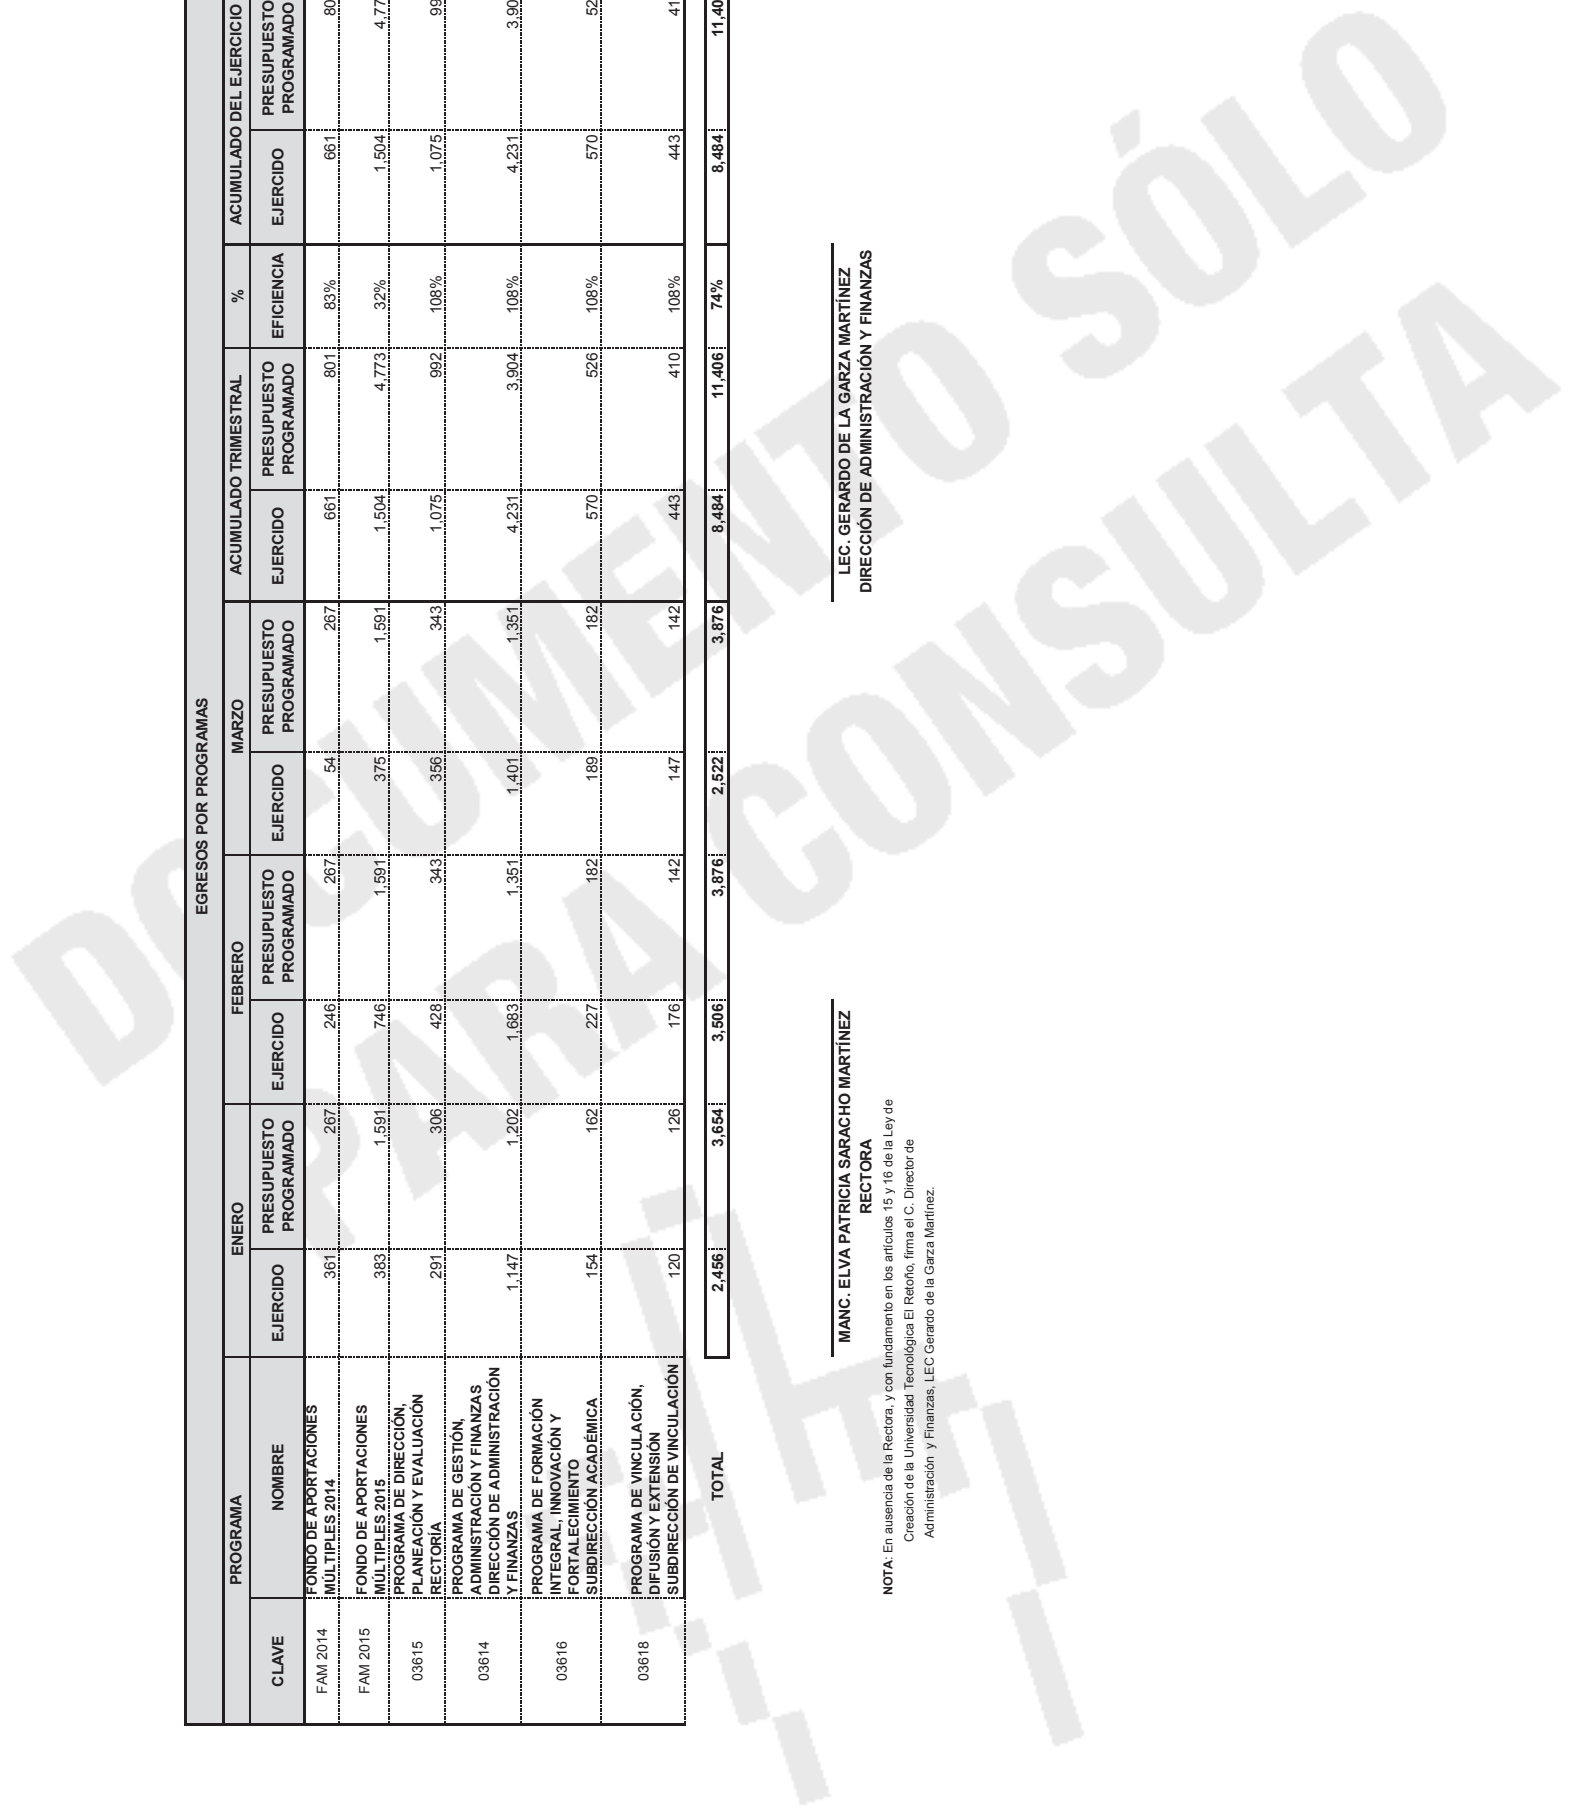 EGRESOS POR PROGRAMAS
PROGRAMA ENERO FEBRERO MARZO ACUMULADO TRIMESTRAL % ACUMULADO DEL EJERCICIO
CLAVE NOMBRE EJERCIDO PRESUPUESTO PROGRAMADO EJERCIDO PRESUPUESTO PROGRAMADO EJERCIDO PRESUPUESTO PROGRAMADO EJERCIDO PRESUPUESTO PROGRAMADO EFICIENCIA EJERCIDO PRESUPUESTO PROGRAMADO
FONDO DE APORTACIONES
FAM 2014 MÚLTIPLES 2014 361 267 246 267 54 267 661 801 83% 661 80
FONDO DE APORTACIONES
FAM 2015 MÚLTIPLES 2015 383 1,591 746 1,591 375 1,591 1,504 4,773 32% 1,504 4,77
PROGRAMA DE DIRECCIÓN,
03615 PLANEACIÓN Y EVALUACIÓN
RECTORÍA 291 306 428 343 356 343 1,075 992 108% 1,075 99
PROGRAMA DE GESTIÓN,
ADMINISTRACIÓN Y FINANZAS
03614 DIRECCIÓN DE ADMINISTRACIÓN
Y FINANZAS 1,147 1,202 1,683 1,351 1,401 1,351 4,231 3,904 108% 4,231 3,90
PROGRAMA DE FORMACIÓN
INTEGRAL, INNOVACIÓN Y
03616 FORTALECIMIENTO
SUBDIRECCIÓN ACADÉMICA 154 162 227 182 189 182 570 526 108% 570 52
PROGRAMA DE VINCULACIÓN,
03618 DIFUSIÓN Y EXTENSIÓN
SUBDIRECCIÓN DE VINCULACIÓN 120 126 176 142 147 142 443 410 108% 443 41
TOTAL 2,456 3,654 3,506 3,876 2,522 3,876 8,484 11,406 74% 8,484 11,40
MANC. ELVA PATRICIA SARACHO MARTÍNEZ
RECTORA
LEC. GERARDO DE LA GARZA MARTÍNEZ
DIRECCIÓN DE ADMINISTRACIÓN Y FINANZAS
NOTA: En ausencia de la Rectora, y con fundamento en los artículos 15 y 16 de la Ley de
Creación de la Universidad Tecnológica El Retoño, firma el C. Director de
Administración y Finanzas, LEC Gerardo de la Garza Martínez.
DOCUMENTO SÓLO
PARA CONSULTA